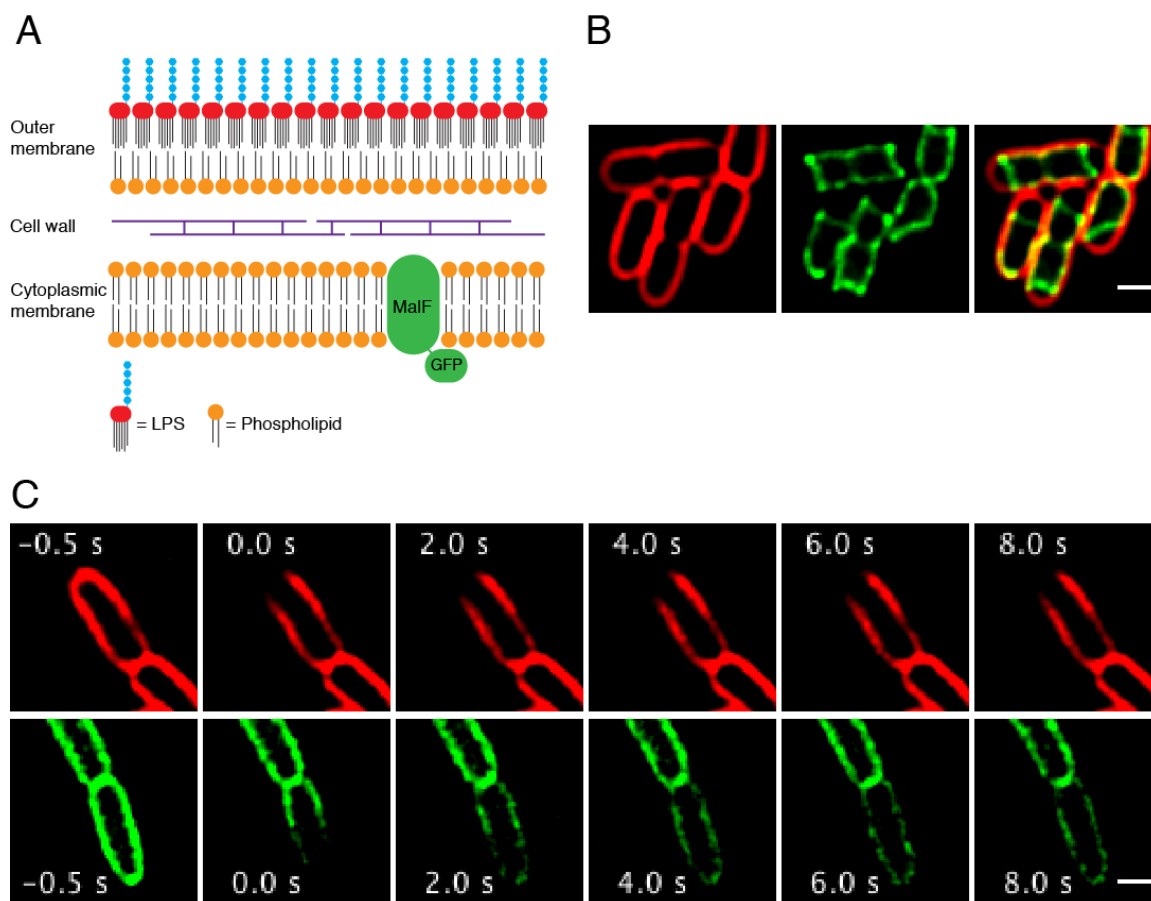 A
B
Outer
membrane
Cell wall
Cytoplasmic
membrane
MalF
GFP
= LPS
= Phospholipid
C
−0.5 s
0.0 s
2.0 s
4.0 s
6.0 s
8.0 s
−0.5 s
0.0 s
2.0 s
4.0 s
6.0 s
8.0 s